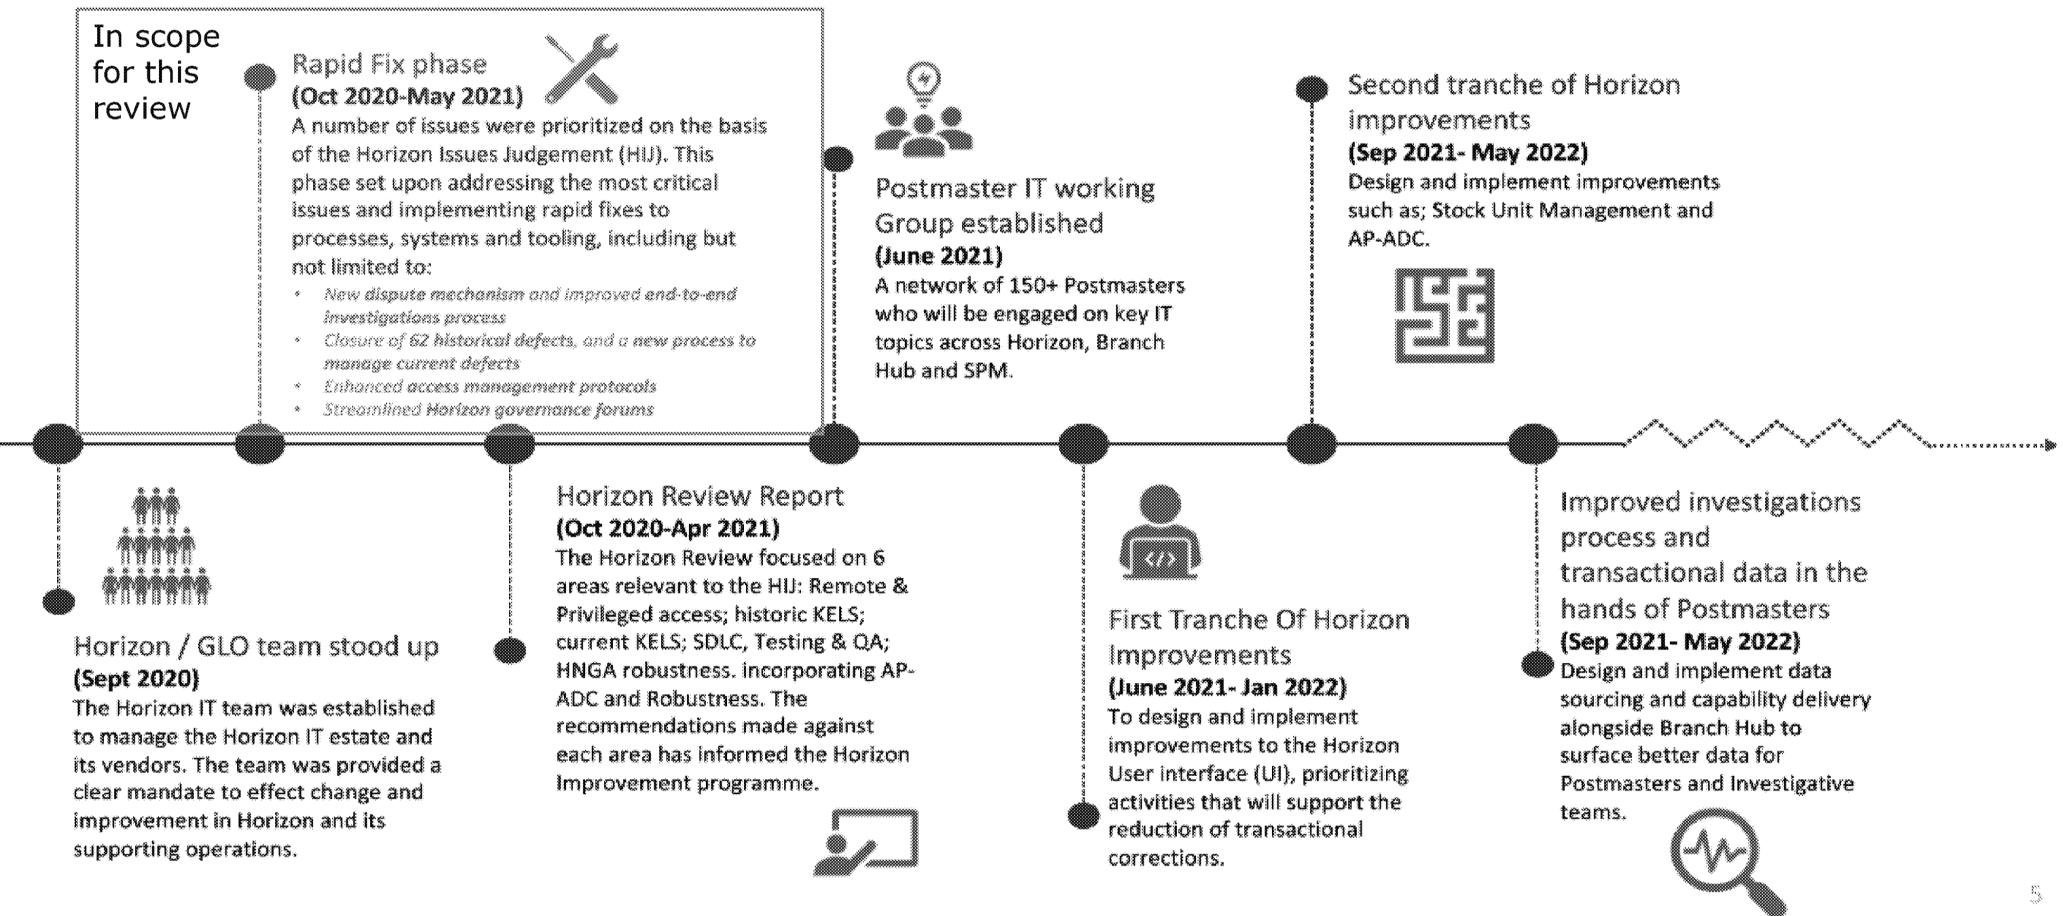 In scope
for this
review
Rapid Fix phase
(Oct 2020-May 2021)
A number of issues were prioritized on the basis
of the Horizon Issues Judgement (HIJ). This
phase set upon addressing the most critical
issues and implementing rapid fixes to
processes, systems and tooling, including but
not limited to:
• New dispute mechanism and improved end-to-end
investigations process
• Closure of 62 historical defects, and a new process to
manage current defects
• Enhanced access management protocols
• Streamlined Horizon governance forums
Postmaster IT working
Group established
(June 2021)
A network of 150+ Postmasters
who will be engaged on key IT
topics across Horizon, Branch
Hub and SPM.
Second tranche of Horizon
improvements
(Sep 2021- May 2022)
Design and implement improvements
such as; Stock Unit Management and
AP-ADC.
Horizon / GLO team stood up
(Sept 2020)
The Horizon IT team was established
to manage the Horizon IT estate and
its vendors. The team was provided a
clear mandate to effect change and
improvement in Horizon and its
supporting operations.
Horizon Review Report
(Oct 2020-Apr 2021)
The Horizon Review focused on 6
areas relevant to the HIJ: Remote &
Privileged access; historic KELS;
current KELS; SDLC, Testing & QA;
HNGA robustness. incorporating AP-
ADC and Robustness. The
recommendations made against
each area has informed the Horizon
Improvement programme.
</>
First Tranche Of Horizon
Improvements
(June 2021- Jan 2022)
To design and implement
improvements to the Horizon
User interface (UI), prioritizing
activities that will support the
reduction of transactional
corrections.
Improved investigations
process and
transactional data in the
hands of Postmasters
(Sep 2021- May 2022)
Design and implement data
sourcing and capability delivery
alongside Branch Hub to
surface better data for
Postmasters and Investigative
teams.
5